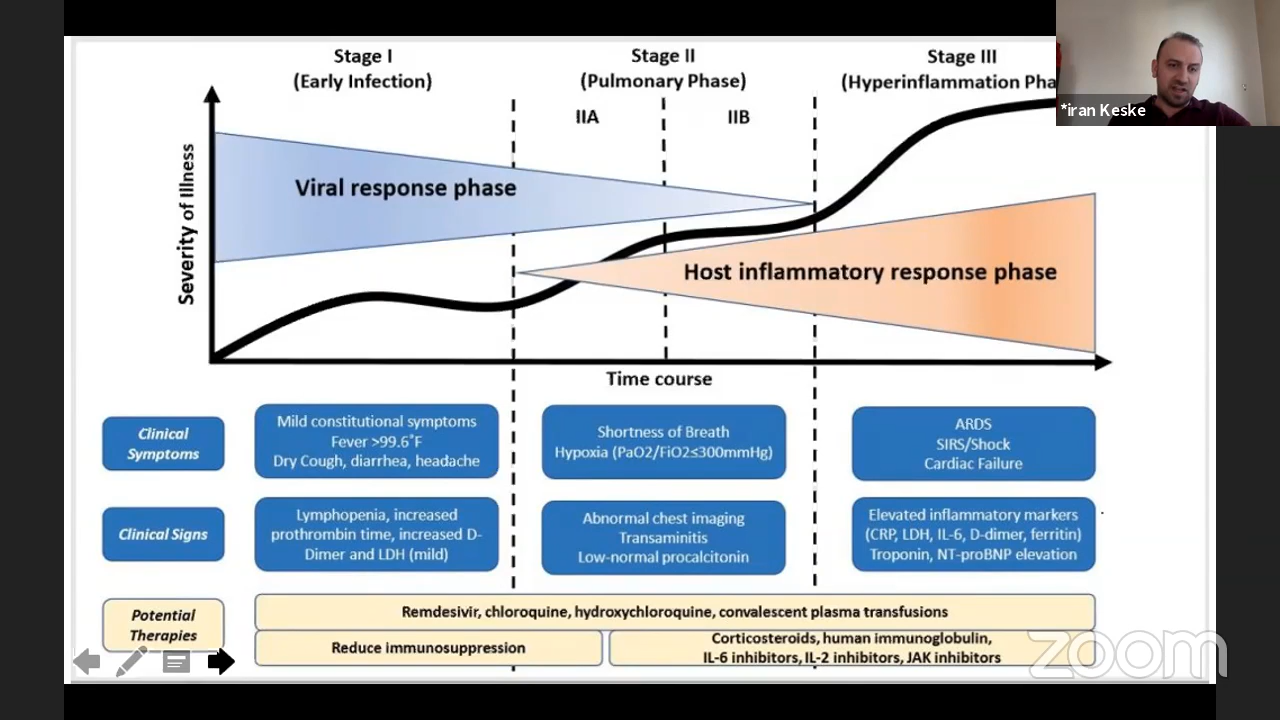 Stage I
(Early Infection)
Stage II
(Pulmonary Phase)
Stage III
(Hyperinflammation Pha
*iran Keske
IIA
IIB
Severity of Illness
Viral response phase
Host inflammatory response phase
Time course
Clinical
Symptoms
Mild constitutional symptoms
Fever >99.6°F
Dry Cough, diarrhea, headache
Shortness of Breath
Hypoxia (PaO2/FiO2≤300mmHg)
ARDS
SIRS/Shock
Cardiac Failure
Clinical Signs
Lymphopenia, increased
prothrombin time, increased D-
Dimer and LDH (mild)
Abnormal chest imaging
Transaminitis
Low-normal procalcitonin
Elevated inflammatory markers
(CRP, LDH, IL-6, D-dimer, ferritin)
Troponin, NT-proBNP elevation
Potential
Therapies
Remdesivir, chloroquine, hydroxychloroquine, convalescent plasma transfusions
Reduce immunosuppression
Corticosteroids, human immunoglobulin,
IL-6 inhibitors, IL-2 inhibitors, JAK inhibitors
zoom